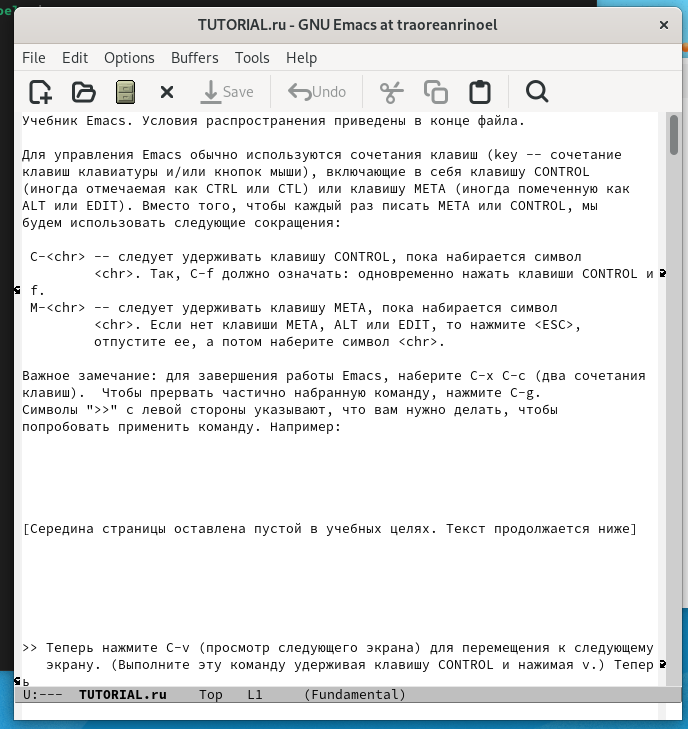 TUTORIAL.ru - GNU Emacs at traoreanrinoel
File Edit Options Buffers Tools Help
Save Undo
Учебник Emacs. Условия распространения приведены в конце файла.
Для управления Emacs обычно используются сочетания клавиш (key -- сочетание
клавиш клавиатуры и/или кнопок мыши), включающие в себя клавишу CONTROL
(иногда отмечаемая как CTRL или CTL) или клавишу META (иногда помеченную как
ALT или EDIT). Вместо того, чтобы каждый раз писать META или CONTROL, мы
будем использовать следующие сокращения:
C-<chr> -- следует удерживать клавишу CONTROL, пока набирается символ
<chr>. Так, C-f должно означать: одновременно нажать клавиши CONTROL и
f.
M-<chr> -- следует удерживать клавишу META, пока набирается символ
<chr>. Если нет клавиши META, ALT или EDIT, то нажмите <ESC>,
отпустите ее, а потом наберите символ <chr>.
Важное замечание: для завершения работы Emacs, наберите C-x C-c (два сочетания
клавиш).  Чтобы прервать частично набранную команду, нажмите C-g.
Символы ">>" с левой стороны указывают, что вам нужно делать, чтобы
попробовать применить команду. Например:
[Середина страницы оставлена пустой в учебных целях. Текст продолжается ниже]
>> Теперь нажмите C-v (просмотр следующего экрана) для перемещения к следующему
экрану. (Выполните эту команду удерживая клавишу CONTROL и нажимая v.) Тепер
ь
U:---  TUTORIAL.ru    Top   L1     (Fundamental)